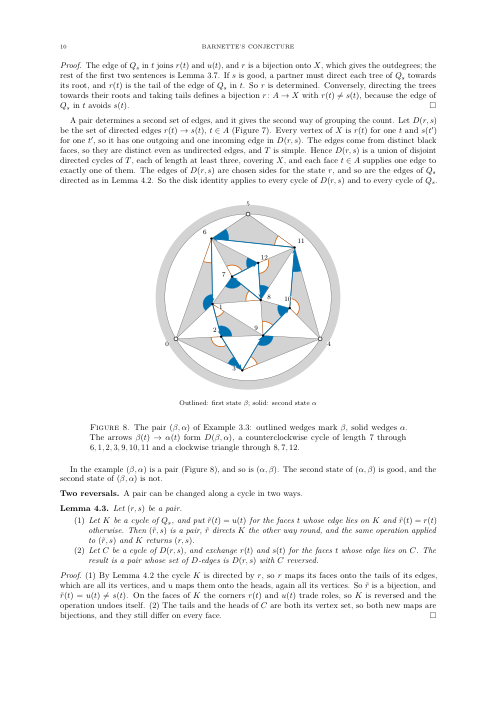 10 BARNETTE'S CONJECTURE
Proof. The edge of Q_s in t joins r(t) and u(t), and r is a bijection onto X, which gives the outdegrees; the
rest of the first two sentences is Lemma 3.7. If s is good, a partner must direct each tree of Q_s towards
its root, and r(t) is the tail of the edge of Q_s in t. So r is determined. Conversely, directing the trees
towards their roots and taking tails defines a bijection r: A → X with r(t) ≠ s(t), because the edge of
Q_s in t avoids s(t). □
A pair determines a second set of edges, and it gives the second way of grouping the count. Let D(r, s)
be the set of directed edges r(t) → s(t), t ∈ A (Figure 7). Every vertex of X is r(t) for one t and s(t′)
for one t′, so it has one outgoing and one incoming edge in D(r, s). The edges come from distinct black
faces, so they are distinct even as undirected edges, and T is simple. Hence D(r, s) is a union of disjoint
directed cycles of T, each of length at least three, covering X, and each face t ∈ A supplies one edge to
exactly one of them. The edges of D(r, s) are chosen sides for the state r, and so are the edges of Q_s
directed as in Lemma 4.2. So the disk identity applies to every cycle of D(r, s) and to every cycle of Q_s.
5
6
11
12
7
8
10
1
2
9
0
4
3
Outlined: first state β; solid: second state α
FIGURE 8. The pair (β, α) of Example 3.3: outlined wedges mark β, solid wedges α.
The arrows β(t) → α(t) form D(β, α), a counterclockwise cycle of length 7 through
6, 1, 2, 3, 9, 10, 11 and a clockwise triangle through 8, 7, 12.
In the example (β, α) is a pair (Figure 8), and so is (α, β). The second state of (α, β) is good, and the
second state of (β, α) is not.
Two reversals. A pair can be changed along a cycle in two ways.
Lemma 4.3. Let (r, s) be a pair.
(1) Let K be a cycle of Q_s, and put r̂(t) = u(t) for the faces t whose edge lies on K and r̂(t) = r(t)
otherwise. Then (r̂, s) is a pair, r̂ directs K the other way round, and the same operation applied
to (r̂, s) and K returns (r, s).
(2) Let C be a cycle of D(r, s), and exchange r(t) and s(t) for the faces t whose edge lies on C. The
result is a pair whose set of D-edges is D(r, s) with C reversed.
Proof. (1) By Lemma 4.2 the cycle K is directed by r, so r maps its faces onto the tails of its edges,
which are all its vertices, and u maps them onto the heads, again all its vertices. So r̂ is a bijection, and
r̂(t) = u(t) ≠ s(t). On the faces of K the corners r(t) and u(t) trade roles, so K is reversed and the
operation undoes itself. (2) The tails and the heads of C are both its vertex set, so both new maps are
bijections, and they still differ on every face. □